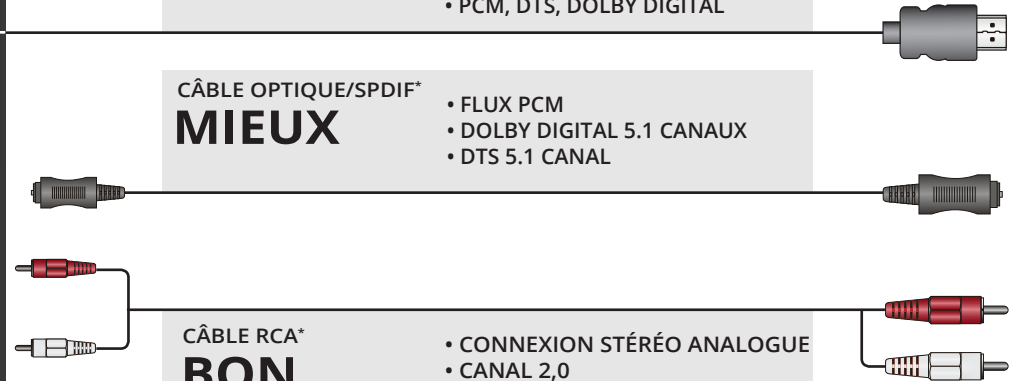 • PCM, DTS, DOLBY DIGITAL
CÂBLE OPTIQUE/SPDIF*
MIEUX
• FLUX PCM
• DOLBY DIGITAL 5.1 CANAUX
• DTS 5.1 CANAL
CÂBLE RCA*
BON
• CONNEXION STÉRÉO ANALOGUE
• CANAL 2,0